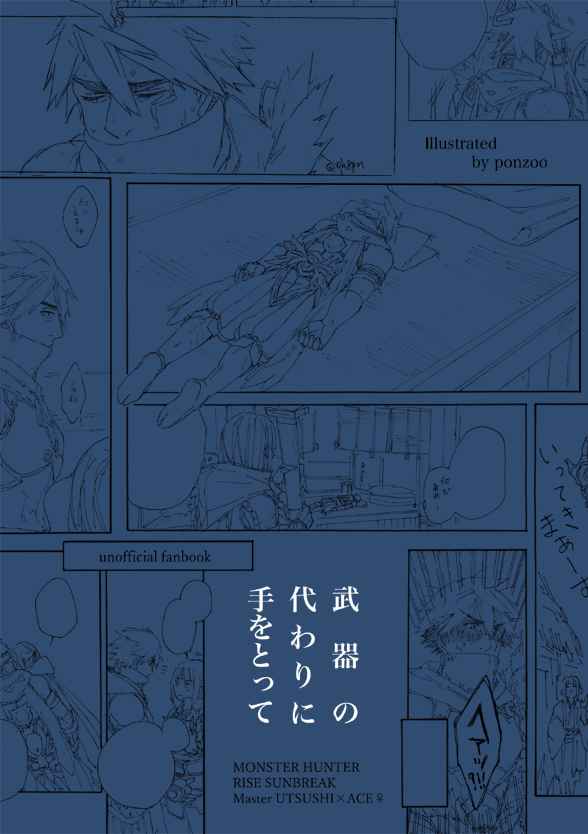 Illustrated
by ponzoo
いってきまぁーす
unofficial fanbook
武器の
代わりに
手をとって
MONSTER HUNTER
RISE SUNBREAK
Master UTSUSHI×ACE♀